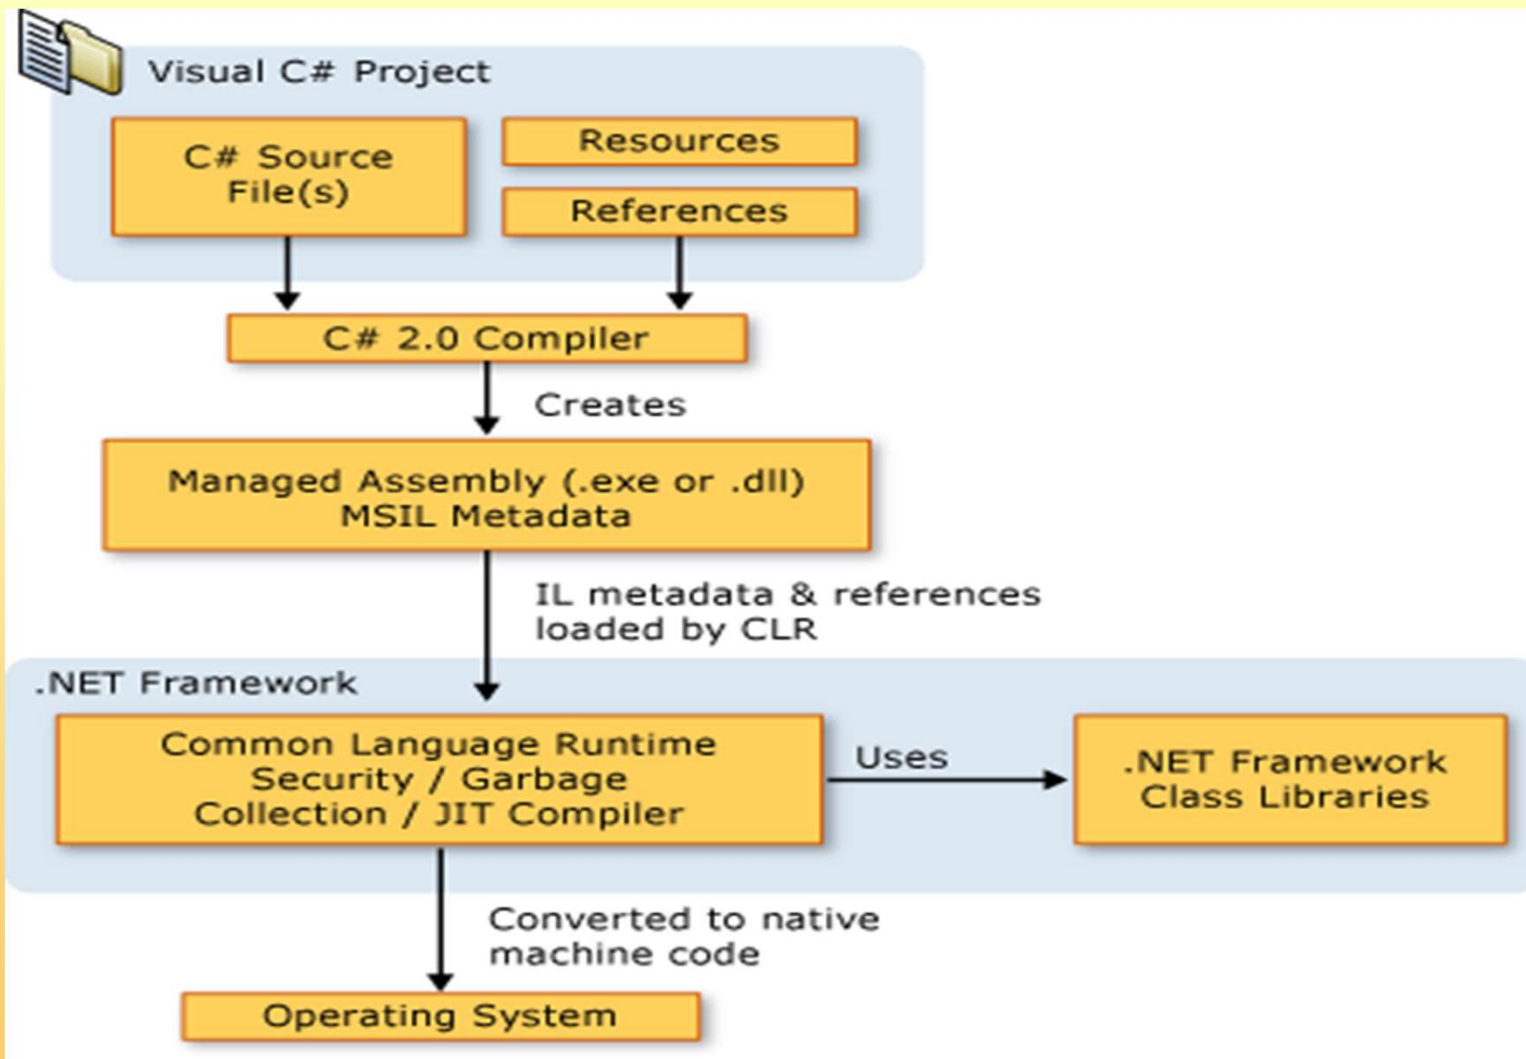 Visual C# Project
C# Source
File(s)
Resources
References
C# 2.0 Compiler
Creates
Managed Assembly (.exe or .dll)
MSIL Metadata
IL metadata & references
loaded by CLR
.NET Framework
Common Language Runtime
Security / Garbage
Collection / JIT Compiler
Uses
.NET Framework
Class Libraries
Converted to native
machine code
Operating System